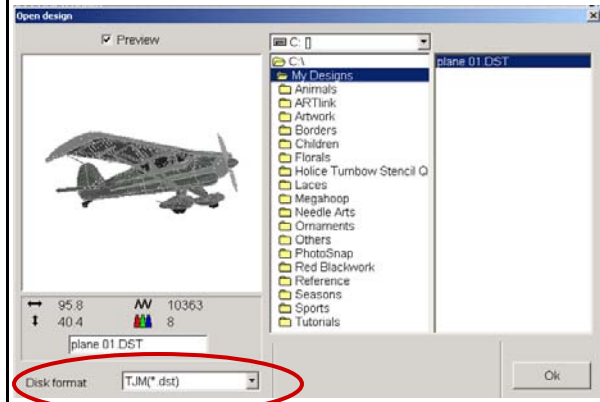 Open design
Preview
C: []
C:\
My Designs
Animals
ARTlink
Artwork
Borders
Children
Florals
Holice Turnbow Stencil Q
Laces
Megahoop
Needle Arts
Ornaments
Others
PhotoSnap
Red Blackwork
Reference
Seasons
Sports
Tutorials
plane 01.DST
95.8 10363
40.4 8
plane 01.DST
Disk format TJM(*.dst)
Ok